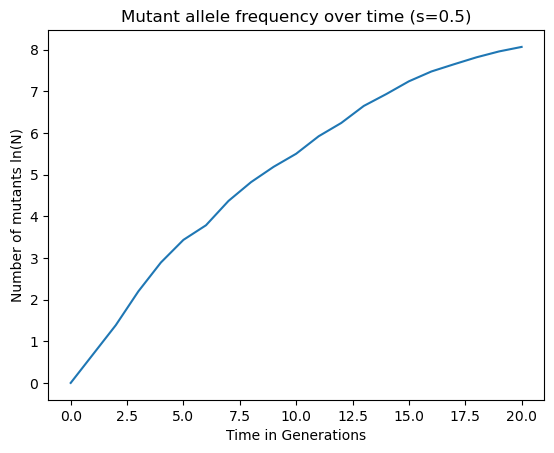 Mutant allele frequency over time (s=0.5)
Number of mutants ln(N)
8
7
6
5
4
3
2
1
0
0.0 2.5 5.0 7.5 10.0 12.5 15.0 17.5 20.0
Time in Generations